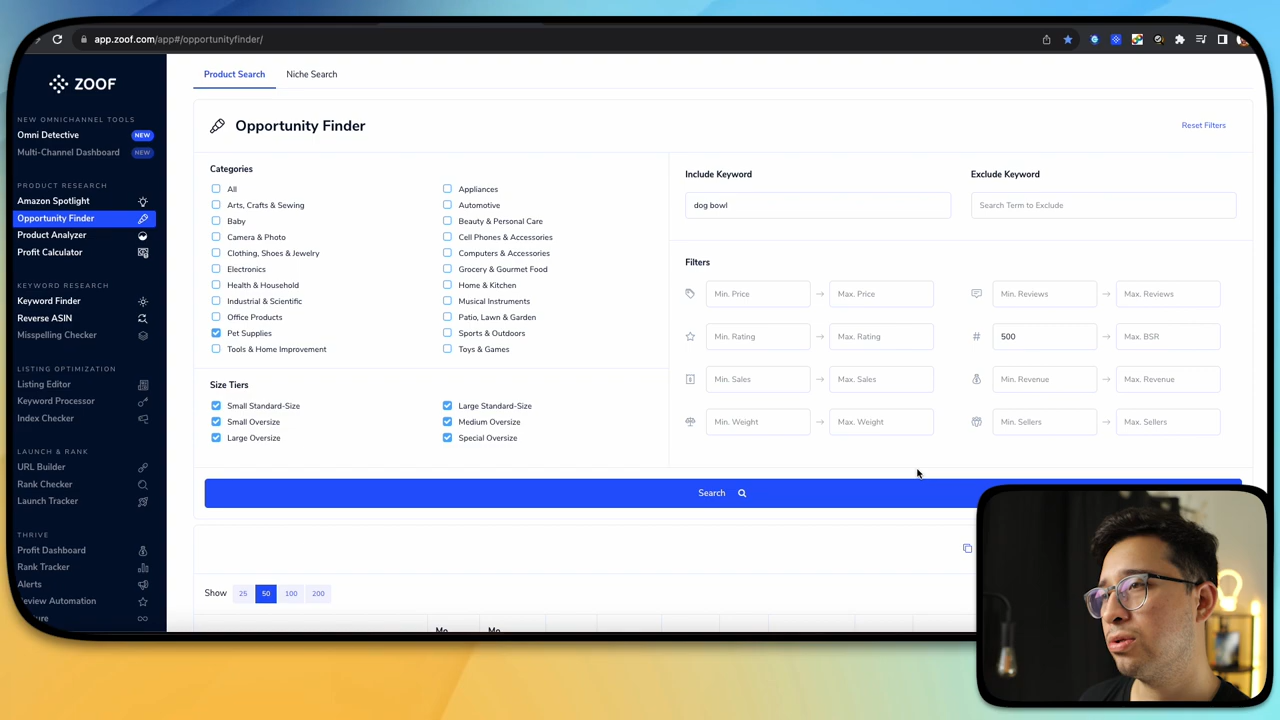 app.zoof.com/app#/opportunityfinder/
ZOOF
NEW OMNICHANNEL TOOLS
Omni Detective NEW
Multi-Channel Dashboard NEW
PRODUCT RESEARCH
Amazon Spotlight
Opportunity Finder
Product Analyzer
Profit Calculator
KEYWORD RESEARCH
Keyword Finder
Reverse ASIN
Misspelling Checker
LISTING OPTIMIZATION
Listing Editor
Keyword Processor
Index Checker
LAUNCH & RANK
URL Builder
Rank Checker
Launch Tracker
THRIVE
Profit Dashboard
Rank Tracker
Alerts
Review Automation
Product Search Niche Search
Opportunity Finder
Reset Filters
Categories
All Appliances
Arts, Crafts & Sewing Automotive
Baby Beauty & Personal Care
Camera & Photo Cell Phones & Accessories
Clothing, Shoes & Jewelry Computers & Accessories
Electronics Grocery & Gourmet Food
Health & Household Home & Kitchen
Industrial & Scientific Musical Instruments
Office Products Patio, Lawn & Garden
Pet Supplies Sports & Outdoors
Tools & Home Improvement Toys & Games
Size Tiers
Small Standard-Size Large Standard-Size
Small Oversize Medium Oversize
Large Oversize Special Oversize
Include Keyword Exclude Keyword
dog bowl Search Term to Exclude
Filters
Min. Price Max. Price Min. Reviews Max. Reviews
Min. Rating Max. Rating # 500 Max. BSR
Min. Sales Max. Sales Min. Revenue Max. Revenue
Min. Weight Max. Weight Min. Sellers Max. Sellers
Search
Show 25 50 100 200